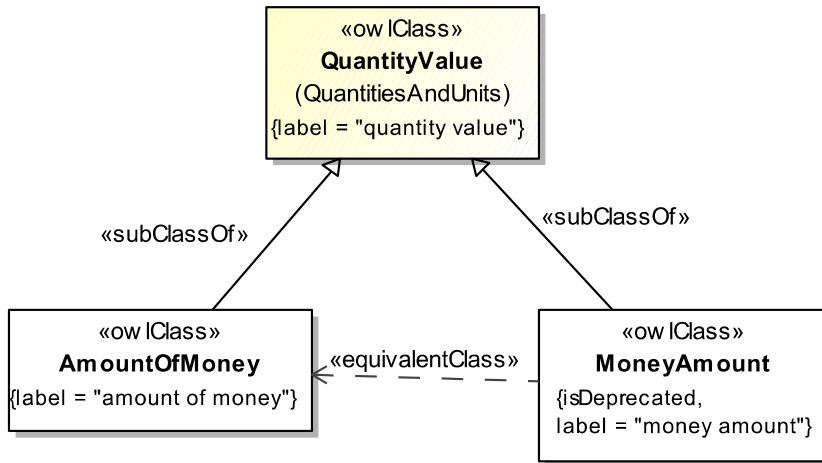 «owlClass»
QuantityValue
(QuantitiesAndUnits)
{label = "quantity value"}
«subClassOf»
«subClassOf»
«owlClass»
AmountOfMoney
{label = "amount of money"}
«equivalentClass»
«owlClass»
MoneyAmount
{isDeprecated,
label = "money amount"}